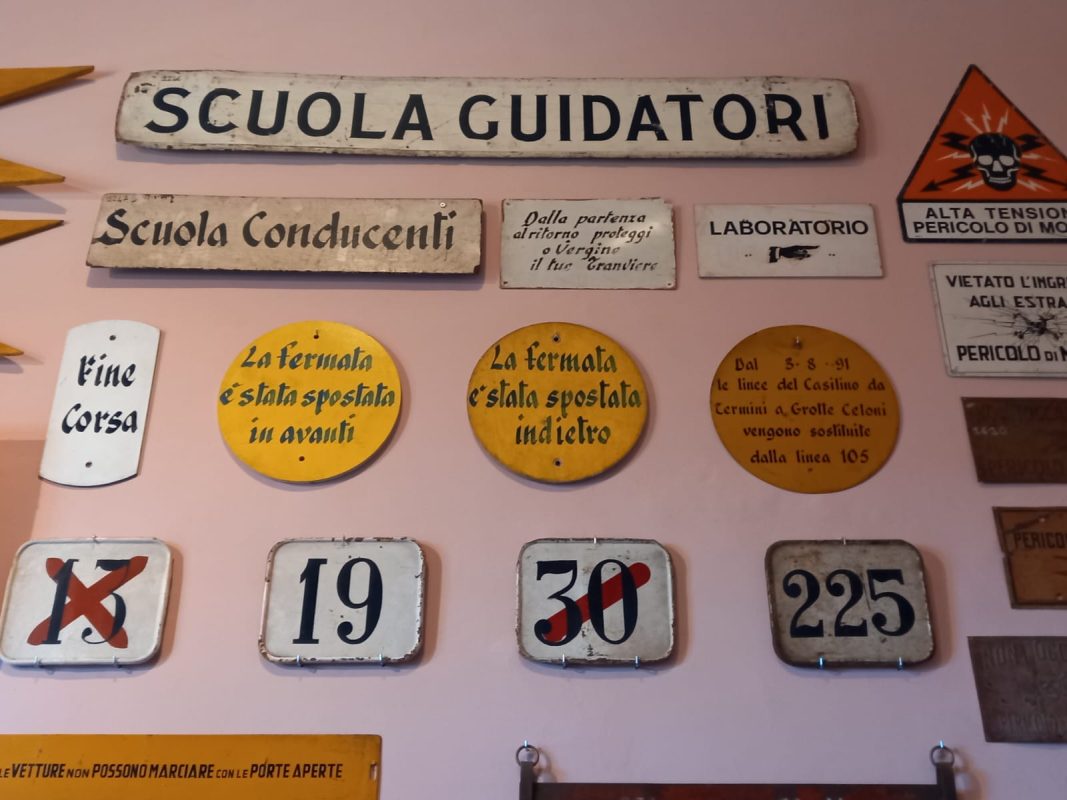 SCUOLA GUIDATORI
Scuola Conducenti
Dalla partenza
al ritorno proteggi
o Vergine
il tuo Tranviere
LABORATORIO
ALTA TENSION
PERICOLO DI MO
VIETATO L'INGR
AGLI ESTRA
PERICOLO DI M
Fine
Corsa
La fermata
è stata spostata
in avanti
La fermata
e' stata spostata
indietro
Dal 3-8-91
le linee del Casilino da
Termini a Grotte Celoni
vengono sostituite
dalla linea 105
PERICOLO
PERICO
13
19
30
225
LE VETTURE NON POSSONO MARCIARE CON LE PORTE APERTE